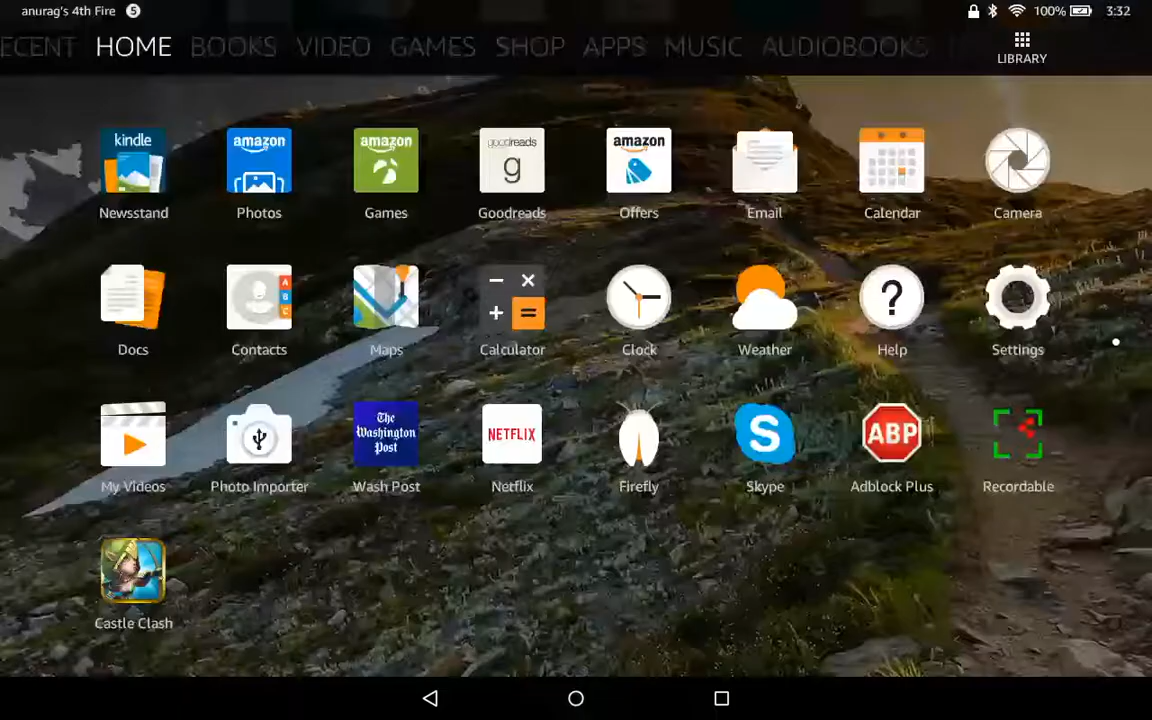 anurag's 4th Fire 5 100% 3:32
ECENT HOME BOOKS VIDEO GAMES SHOP APPS MUSIC AUDIOBOOKS
LIBRARY
kindle amazon amazon goodreads amazon
g
Newsstand Photos Games Goodreads Offers Email Calendar Camera
A
B
C
− ×
+ =
?
Docs Contacts Maps Calculator Clock Weather Help Settings
The
Washington
Post
NETFLIX
S
ABP
My Videos Photo Importer Wash Post Netflix Firefly Skype Adblock Plus Recordable
Castle Clash